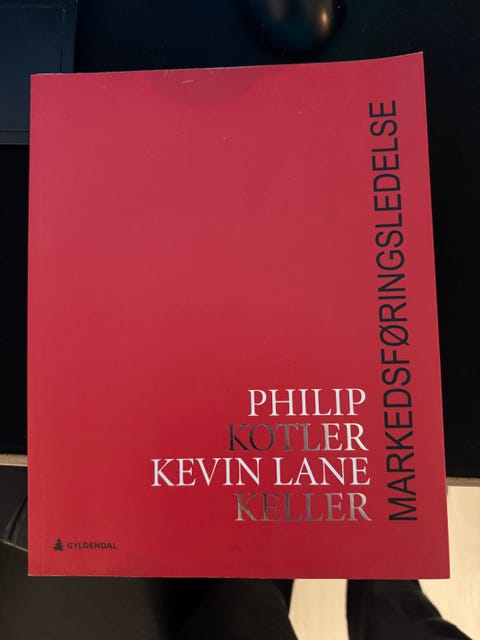 MARKEDSFØRINGSLEDELSE
PHILIP
KOTLER
KEVIN LANE
KELLER
GYLDENDAL